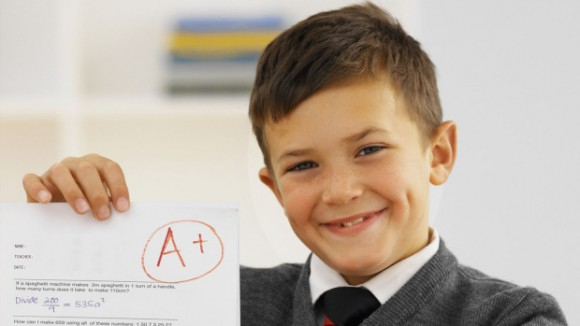 NAME:
TEACHER:
DATE:
A+
If a spaghetti machine makes 3m spaghetti in 1 turn of a handle,
how many turns does it take to make 110cm?
Divide 200/9 = 535a²
How can I make 659 using all of these numbers